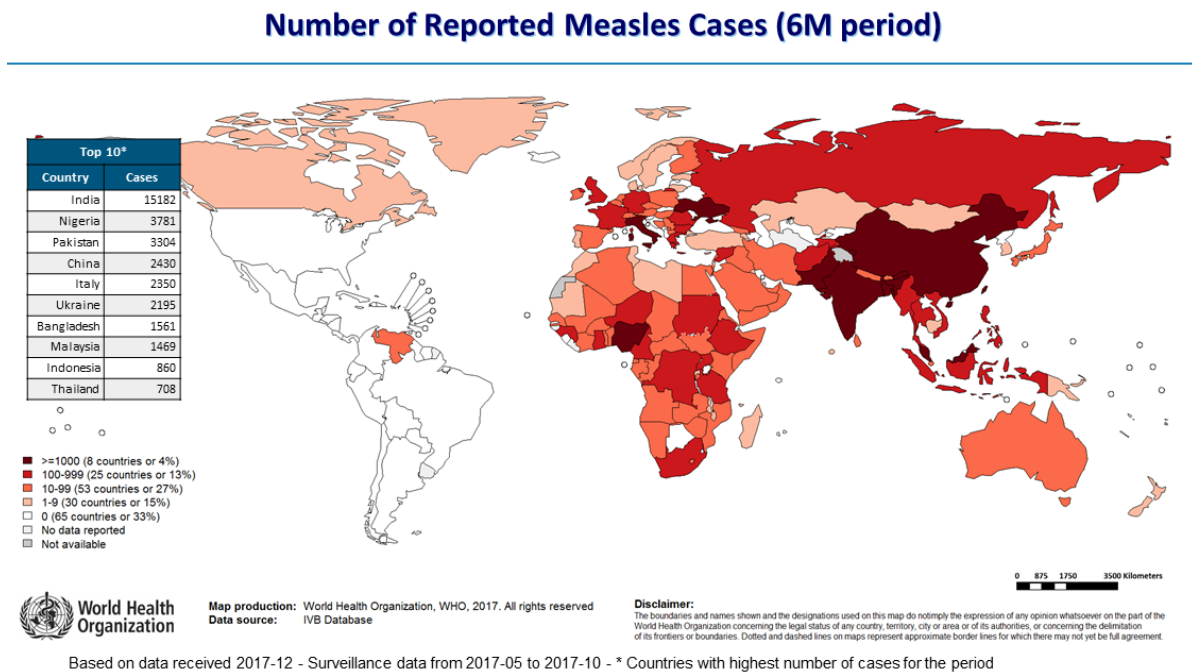 Number of Reported Measles Cases (6M period)
Top 10*
Country Cases
India 15182
Nigeria 3781
Pakistan 3304
China 2430
Italy 2350
Ukraine 2195
Bangladesh 1561
Malaysia 1469
Indonesia 860
Thailand 708
>=1000 (8 countries or 4%)
100-999 (25 countries or 13%)
10-99 (53 countries or 27%)
1-9 (30 countries or 15%)
0 (65 countries or 33%)
No data reported
Not available
0 875 1750 3500 Kilometers
World Health
Organization
Map production: World Health Organization, WHO, 2017. All rights reserved
Data source: IVB Database
Disclaimer:
The boundaries and names shown and the designations used on this map do notimply the expression of any opinion whatsoever on the part of the
World Health Organization concerning the legal status of any country, territory, city or area or of its authorities, or concerning the delimitation
of its frontiers or boundaries. Dotted and dashed lines on maps represent approximate border lines for which there may not yet be full agreement.
Based on data received 2017-12 - Surveillance data from 2017-05 to 2017-10 - * Countries with highest number of cases for the period